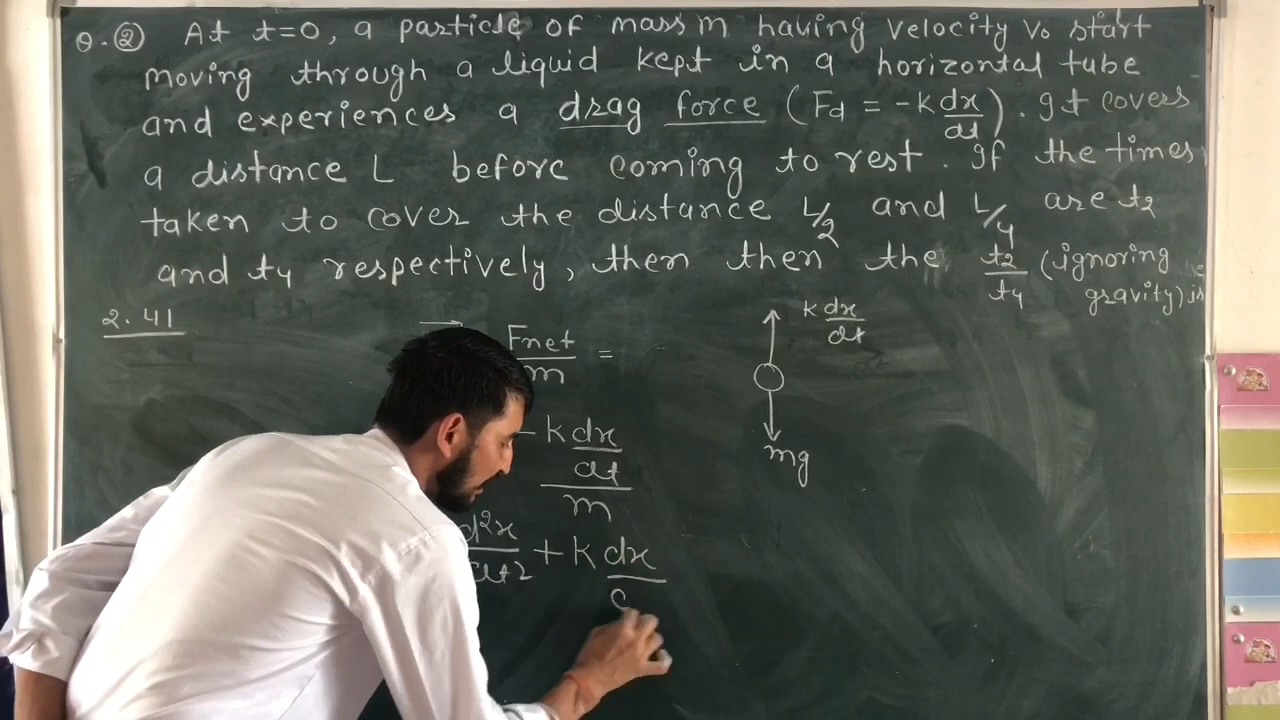 Q.② At t=0, a particle of mass m having velocity v₀ start
moving through a liquid kept in a horizontal tube
and experiences a drag force (Fd = -k dx/dt). It covers
a distance L before coming to rest. If the times
taken to cover the distance L/2 and L/4 are t₂
and t₄ respectively, then then the t₂/t₄ (ignoring
gravity) is
2.41
Fnet/m =
k dx/dt
- k dx/dt / m
mg
d²x/dt² + k dx/